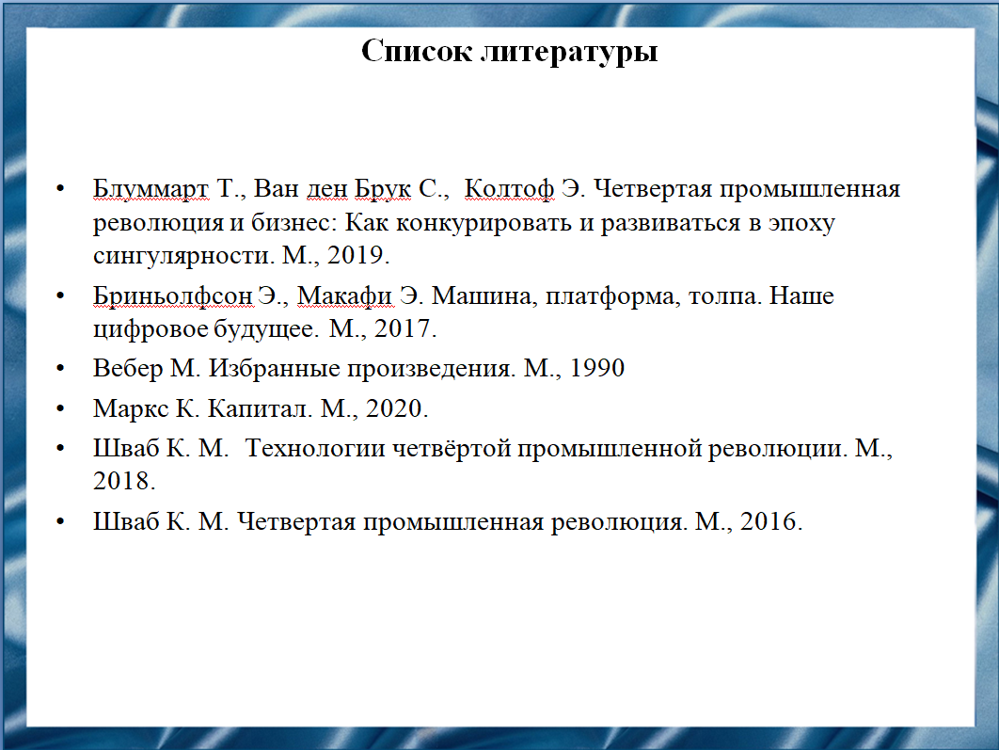 Список литературы
• Блуммарт Т., Ван ден Брук С.,  Колтоф Э. Четвертая промышленная
революция и бизнес: Как конкурировать и развиваться в эпоху
сингулярности. М., 2019.
• Бриньолфсон Э., Макафи Э. Машина, платформа, толпа. Наше
цифровое будущее. М., 2017.
• Вебер М. Избранные произведения. М., 1990
• Маркс К. Капитал. М., 2020.
• Шваб К. М.  Технологии четвёртой промышленной революции. М.,
2018.
• Шваб К. М. Четвертая промышленная революция. М., 2016.